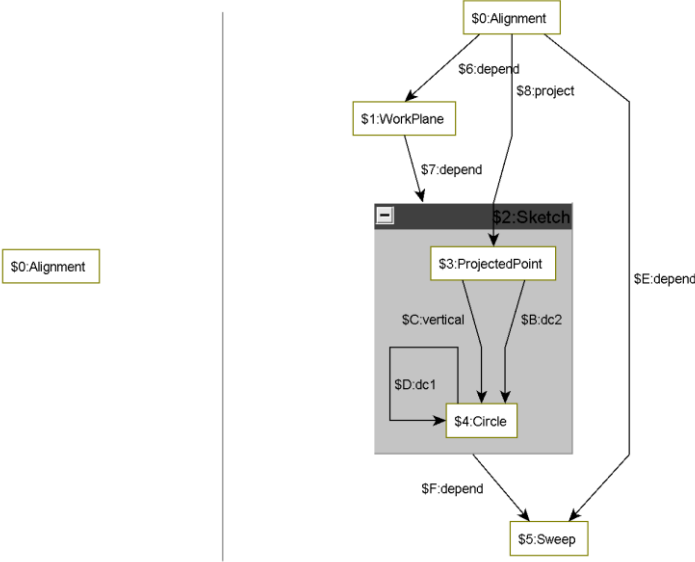 $0:Alignment
$0:Alignment
$6:depend
$8:project
$1:WorkPlane
$7:depend
$2:Sketch
$3:ProjectedPoint
$E:depend
$C:vertical
$B:dc2
$D:dc1
$4:Circle
$F:depend
$5:Sweep